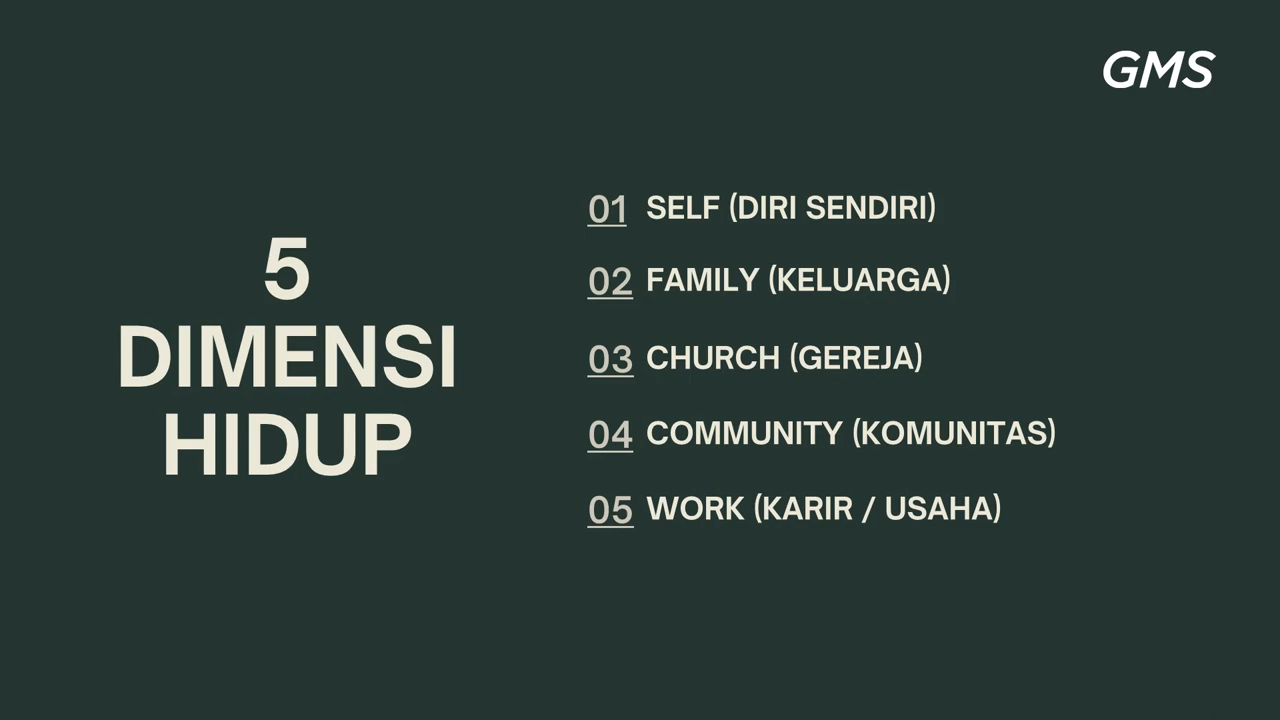 GMS
5
DIMENSI
HIDUP
01 SELF (DIRI SENDIRI)
02 FAMILY (KELUARGA)
03 CHURCH (GEREJA)
04 COMMUNITY (KOMUNITAS)
05 WORK (KARIR / USAHA)